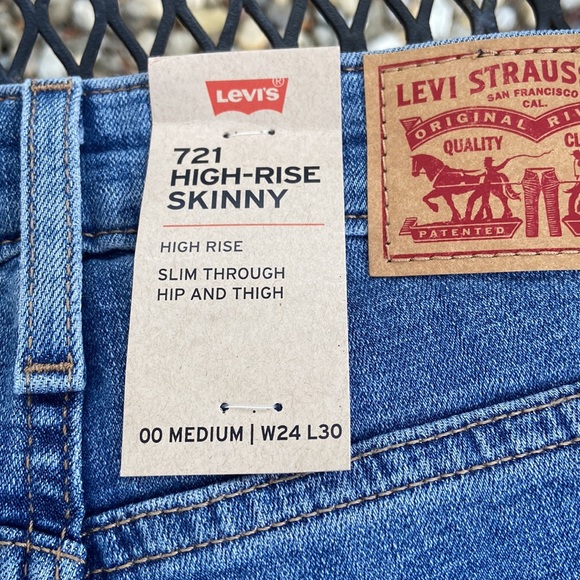 LEVI'S®
721
HIGH-RISE
SKINNY
HIGH RISE
SLIM THROUGH
HIP AND THIGH
00 MEDIUM | W24 L30
LEVI STRAUSS
SAN FRANCISCO
CAL.
ORIGINAL
QUALITY
PATENTED